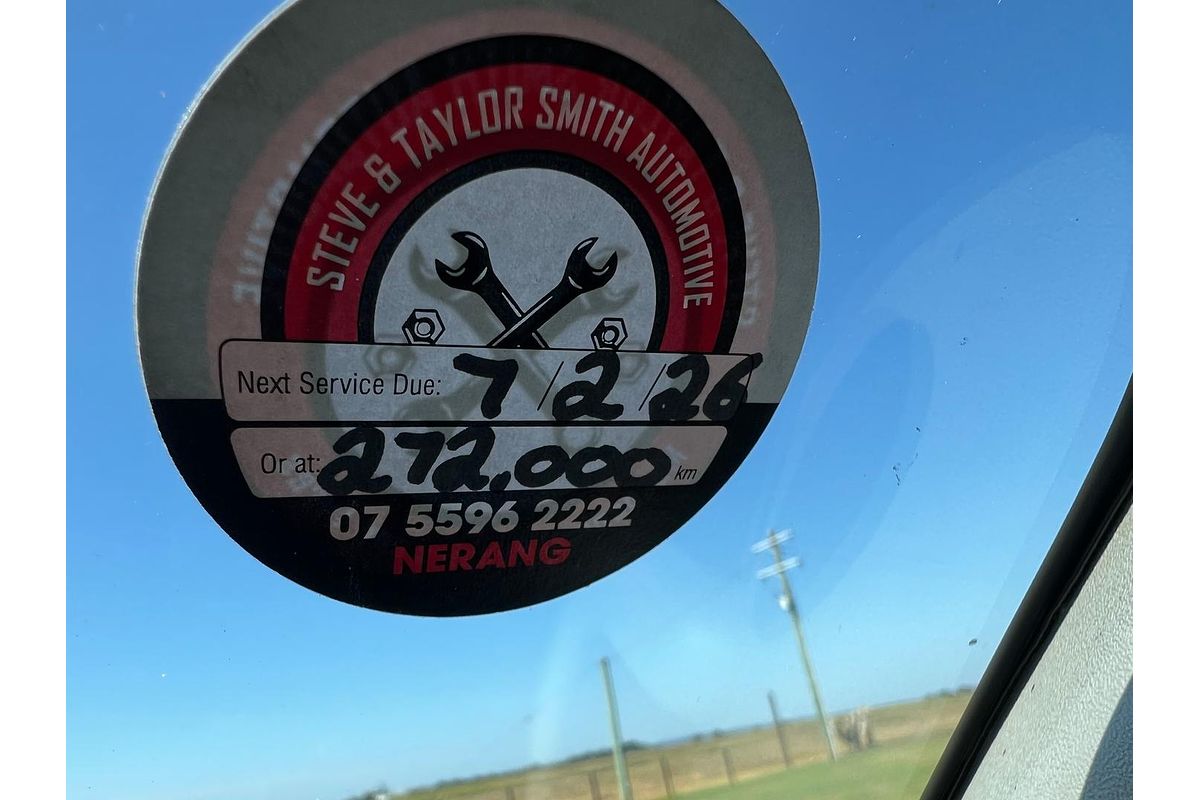 STEVE & TAYLOR SMITH AUTOMOTIVE
Next Service Due: 7/2/26
Or at: 272,000 km
07 5596 2222
NERANG